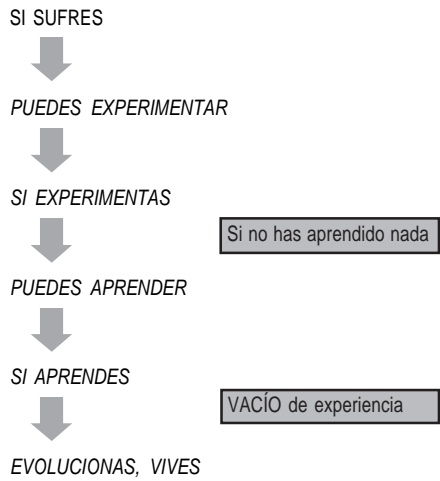 SI SUFRES
PUEDES EXPERIMENTAR
SI EXPERIMENTAS
Si no has aprendido nada
PUEDES APRENDER
SI APRENDES
VACÍO de experiencia
EVOLUCIONAS, VIVES